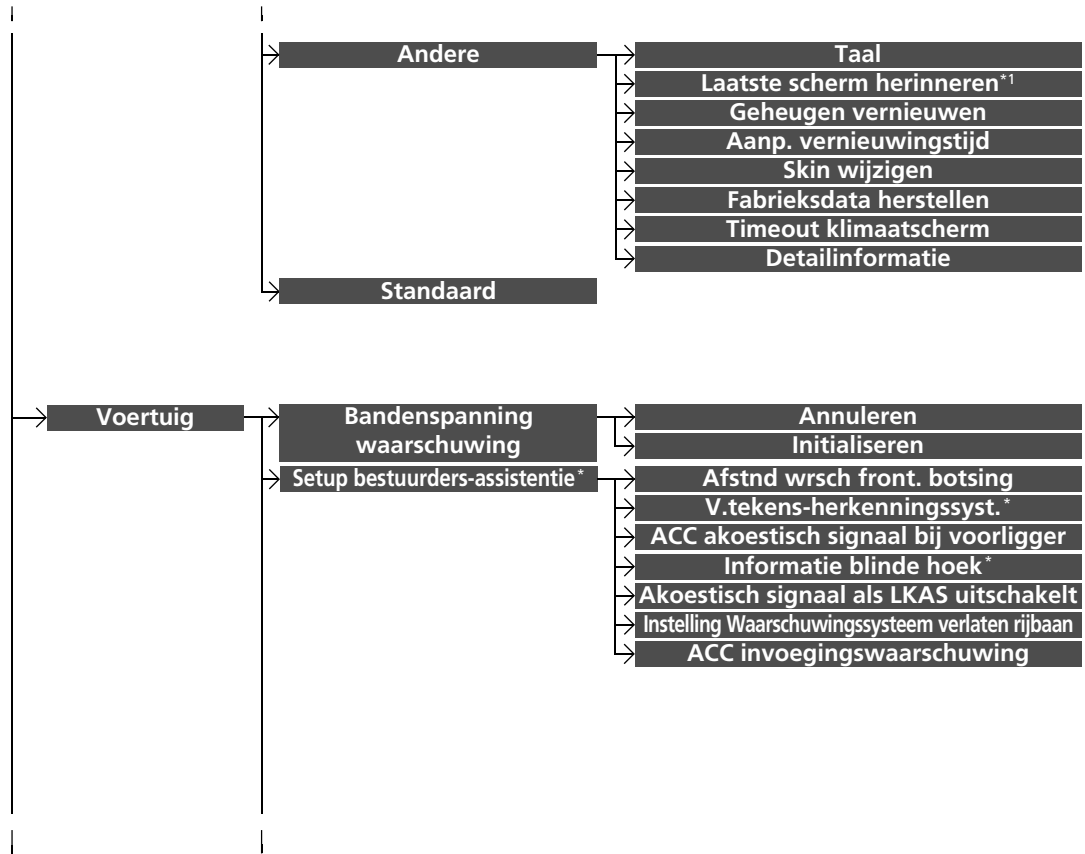 Andere
Taal
Laatste scherm herinneren*1
Geheugen vernieuwen
Aanp. vernieuwingstijd
Skin wijzigen
Fabrieksdata herstellen
Timeout klimaatscherm
Detailinformatie
Standaard
Voertuig
Bandenspanning
waarschuwing
Annuleren
Initialiseren
Setup bestuurders-assistentie*
Afstnd wrsch front. botsing
V.tekens-herkenningssyst.*
ACC akoestisch signaal bij voorligger
Informatie blinde hoek*
Akoestisch signaal als LKAS uitschakelt
Instelling Waarschuwingssysteem verlaten rijbaan
ACC invoegingswaarschuwing